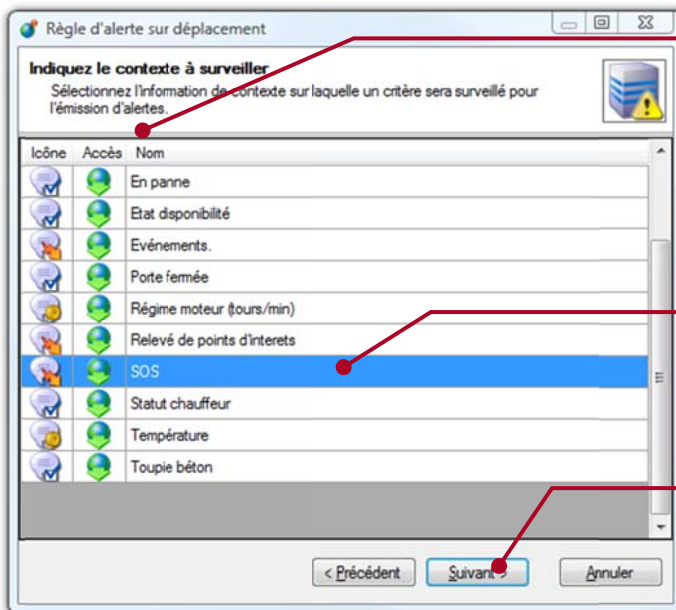 Règle d'alerte sur déplacement
Indiquez le contexte à surveiller
Sélectionnez l'information de contexte sur laquelle un critère sera surveillé pour
l'émission d'alertes.
Icône Accès Nom
En panne
Etat disponibilité
Evénements.
Porte fermée
Régime moteur (tours/min)
Relevé de points d'interets
SOS
Statut chauffeur
Température
Toupie béton
< Précédent Suivant > Annuler